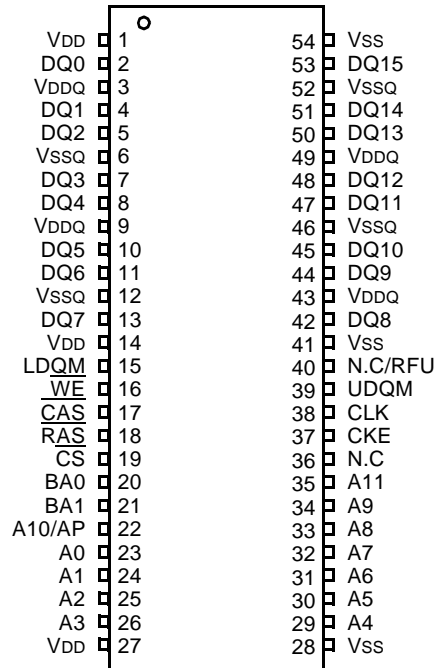 VDD 1 54 VSS
DQ0 2 53 DQ15
VDDQ 3 52 VSSQ
DQ1 4 51 DQ14
DQ2 5 50 DQ13
VSSQ 6 49 VDDQ
DQ3 7 48 DQ12
DQ4 8 47 DQ11
VDDQ 9 46 VSSQ
DQ5 10 45 DQ10
DQ6 11 44 DQ9
VSSQ 12 43 VDDQ
DQ7 13 42 DQ8
VDD 14 41 VSS
LDQM 15 40 N.C/RFU
WE 16 39 UDQM
CAS 17 38 CLK
RAS 18 37 CKE
CS 19 36 N.C
BA0 20 35 A11
BA1 21 34 A9
A10/AP 22 33 A8
A0 23 32 A7
A1 24 31 A6
A2 25 30 A5
A3 26 29 A4
VDD 27 28 VSS